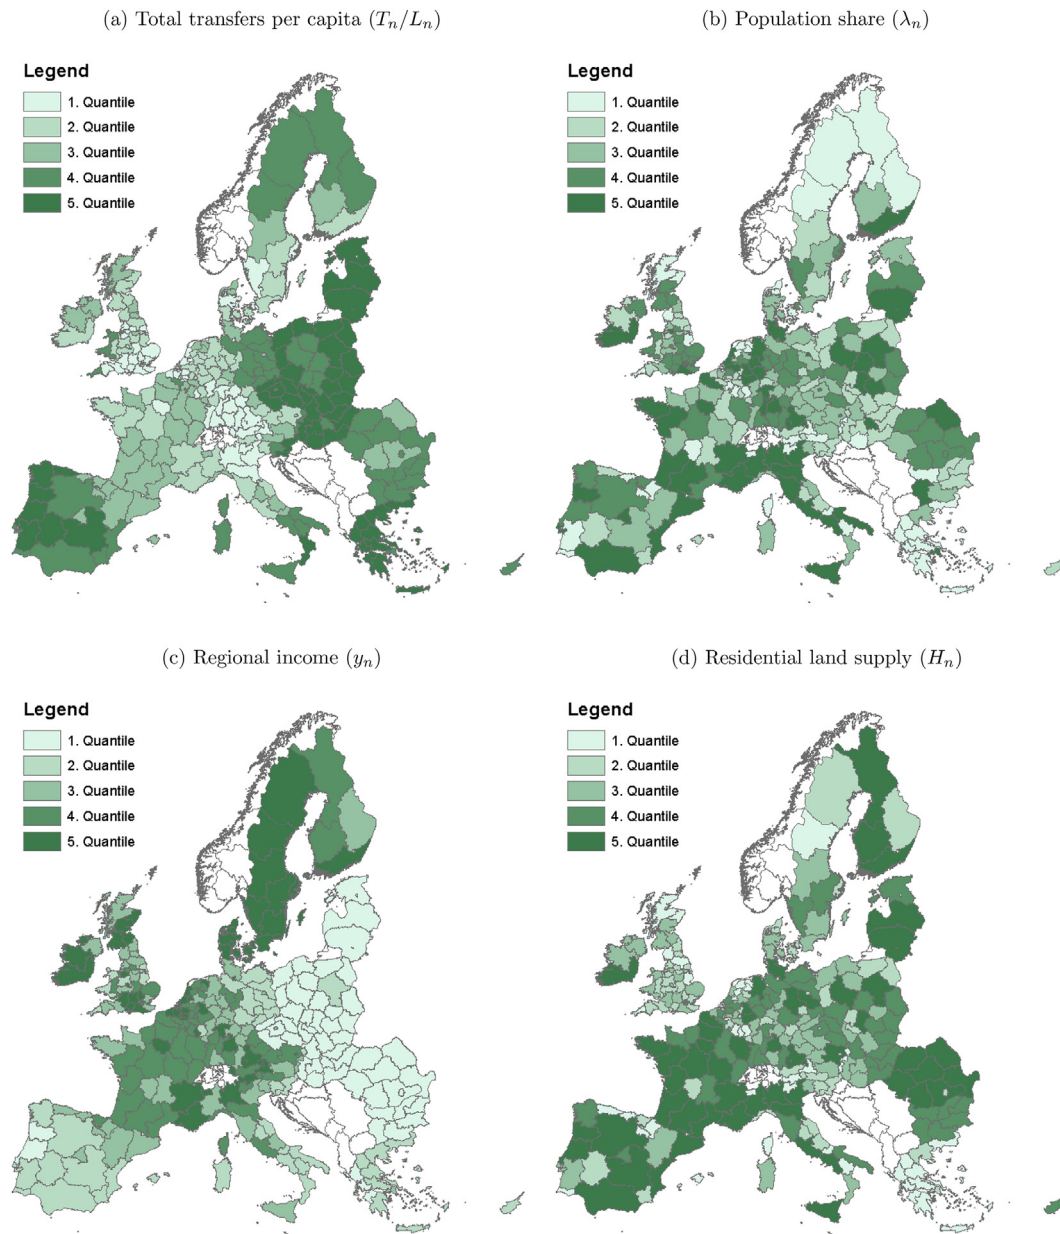 (a) Total transfers per capita (Tₙ/Lₙ)
Legend
1. Quantile
2. Quantile
3. Quantile
4. Quantile
5. Quantile
(b) Population share (λₙ)
Legend
1. Quantile
2. Quantile
3. Quantile
4. Quantile
5. Quantile
(c) Regional income (yₙ)
Legend
1. Quantile
2. Quantile
3. Quantile
4. Quantile
5. Quantile
(d) Residential land supply (Hₙ)
Legend
1. Quantile
2. Quantile
3. Quantile
4. Quantile
5. Quantile